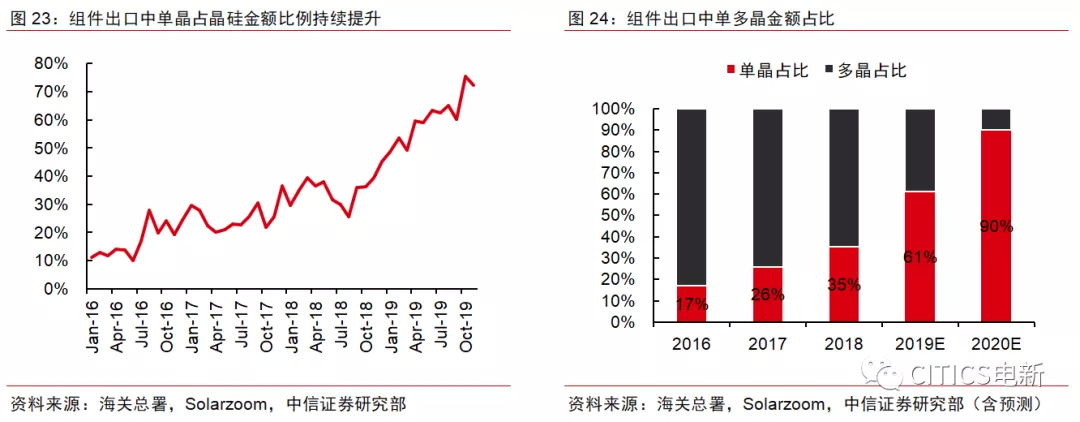 图 23：组件出口中单晶占晶硅金额比例持续提升
80%
70%
60%
50%
40%
30%
20%
10%
0%
Jan-16
Apr-16
Jul-16
Oct-16
Jan-17
Apr-17
Jul-17
Oct-17
Jan-18
Apr-18
Jul-18
Oct-18
Jan-19
Apr-19
Jul-19
Oct-19
资料来源：海关总署，Solarzoom，中信证券研究部
图 24：组件出口中单多晶金额占比
单晶占比 多晶占比
100%
90%
80%
70%
60%
50%
40%
30%
20%
10%
0%
17%
26%
35%
61%
90%
2016 2017 2018 2019E 2020E
CITICS电新
资料来源：海关总署，Solarzoom，中信证券研究部（含预测）